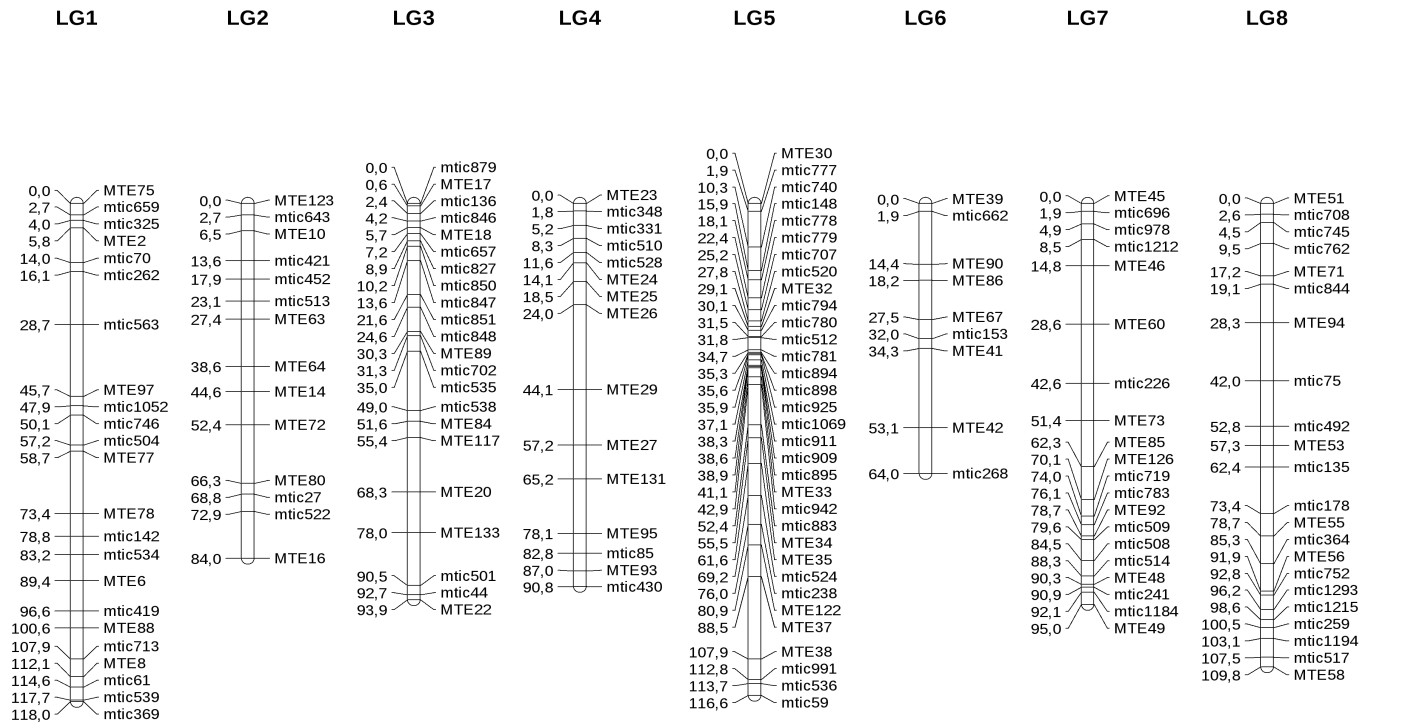 LG1
0,0 MTE75
2,7 mtic659
4,0 mtic325
5,8 MTE2
14,0 mtic70
16,1 mtic262
28,7 mtic563
45,7 MTE97
47,9 mtic1052
50,1 mtic746
57,2 mtic504
58,7 MTE77
73,4 MTE78
78,8 mtic142
83,2 mtic534
89,4 MTE6
96,6 mtic419
100,6 MTE88
107,9 mtic713
112,1 MTE8
114,6 mtic61
117,7 mtic539
118,0 mtic369
LG2
0,0 MTE123
2,7 mtic643
6,5 MTE10
13,6 mtic421
17,9 mtic452
23,1 mtic513
27,4 MTE63
38,6 MTE64
44,6 MTE14
52,4 MTE72
66,3 MTE80
68,8 mtic27
72,9 mtic522
84,0 MTE16
LG3
0,0 mtic879
0,6 MTE17
2,4 mtic136
4,2 mtic846
5,7 MTE18
7,2 mtic657
8,9 mtic827
10,2 mtic850
13,6 mtic847
21,6 mtic851
24,6 mtic848
30,3 MTE89
31,3 mtic702
35,0 mtic535
49,0 mtic538
51,6 MTE84
55,4 MTE117
68,3 MTE20
78,0 MTE133
90,5 mtic501
92,7 mtic44
93,9 MTE22
LG4
0,0 MTE23
1,8 mtic348
5,2 mtic331
8,3 mtic510
11,6 mtic528
14,1 MTE24
18,5 MTE25
24,0 MTE26
44,1 MTE29
57,2 MTE27
65,2 MTE131
78,1 MTE95
82,8 mtic85
87,0 MTE93
90,8 mtic430
LG5
0,0 MTE30
1,9 mtic777
10,3 mtic740
15,9 mtic148
18,1 mtic778
22,4 mtic779
25,2 mtic707
27,8 mtic520
29,1 MTE32
30,1 mtic794
31,5 mtic780
31,8 mtic512
34,7 mtic781
35,3 mtic894
35,6 mtic898
35,9 mtic925
37,1 mtic1069
38,3 mtic911
38,6 mtic909
38,9 mtic895
41,1 MTE33
42,9 mtic942
52,4 mtic883
55,5 MTE34
61,6 MTE35
69,2 mtic524
76,0 mtic238
80,9 MTE122
88,5 MTE37
107,9 MTE38
112,8 mtic991
113,7 mtic536
116,6 mtic59
LG6
0,0 MTE39
1,9 mtic662
14,4 MTE90
18,2 MTE86
27,5 MTE67
32,0 mtic153
34,3 MTE41
53,1 MTE42
64,0 mtic268
LG7
0,0 MTE45
1,9 mtic696
4,9 mtic978
8,5 mtic1212
14,8 MTE46
28,6 MTE60
42,6 mtic226
51,4 MTE73
62,3 MTE85
70,1 MTE126
74,0 mtic719
76,1 mtic783
78,7 MTE92
79,6 mtic509
84,5 mtic508
88,3 mtic514
90,3 MTE48
90,9 mtic241
92,1 mtic1184
95,0 MTE49
LG8
0,0 MTE51
2,6 mtic708
4,5 mtic745
9,5 mtic762
17,2 MTE71
19,1 mtic844
28,3 MTE94
42,0 mtic75
52,8 mtic492
57,3 MTE53
62,4 mtic135
73,4 mtic178
78,7 MTE55
85,3 mtic364
91,9 MTE56
92,8 mtic752
96,2 mtic1293
98,6 mtic1215
100,5 mtic259
103,1 mtic1194
107,5 mtic517
109,8 MTE58